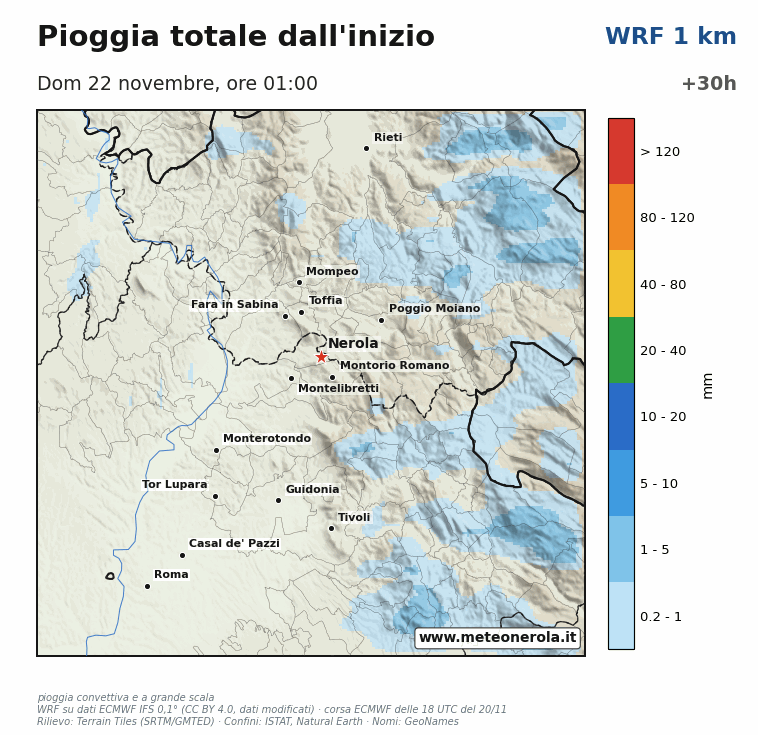 Pioggia totale dall'inizio
WRF 1 km
Dom 22 novembre, ore 01:00
+30h
Rieti
> 120
80 - 120
Mompeo
40 - 80
Fara in Sabina
Toffia
Poggio Moiano
Nerola
20 - 40
Montorio Romano
Montelibretti
mm
10 - 20
Monterotondo
Tor Lupara
Guidonia
5 - 10
Tivoli
Casal de' Pazzi
1 - 5
Roma
0.2 - 1
www.meteonerola.it
pioggia convettiva e a grande scala
WRF su dati ECMWF IFS 0,1° (CC BY 4.0, dati modificati) · corsa ECMWF delle 18 UTC del 20/11
Rilievo: Terrain Tiles (SRTM/GMTED) · Confini: ISTAT, Natural Earth · Nomi: GeoNames